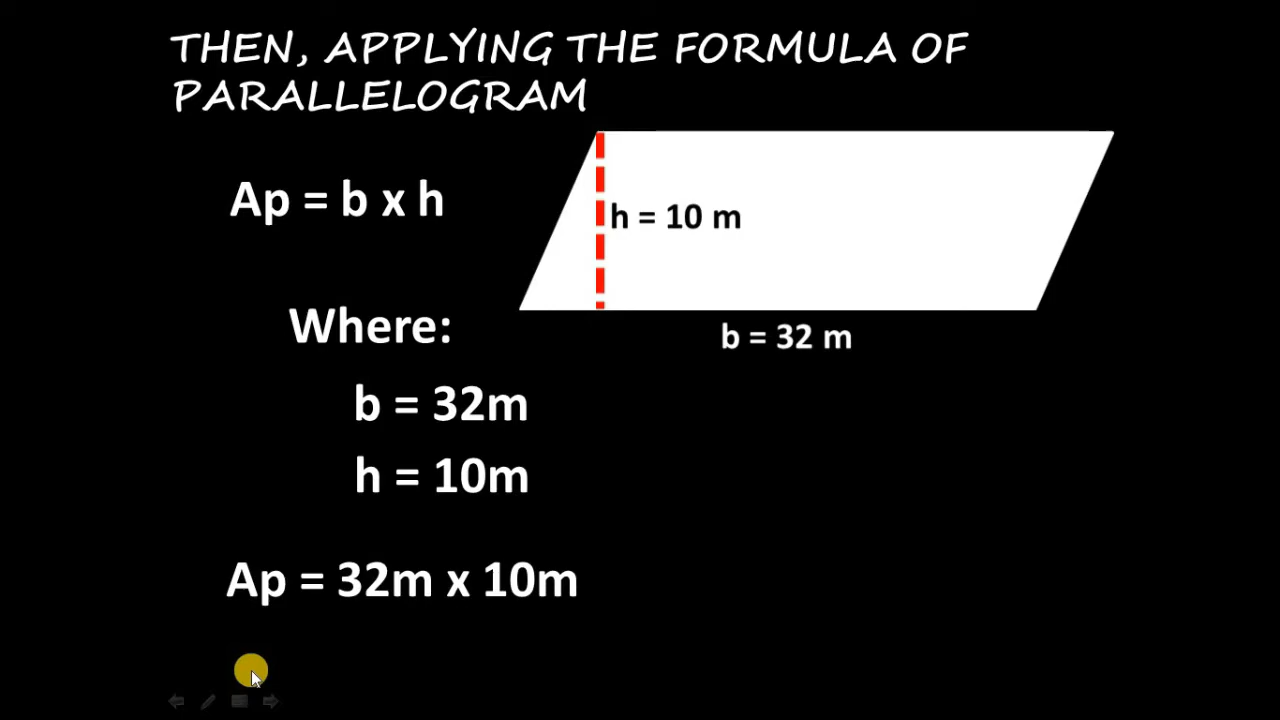 THEN, APPLYING THE FORMULA OF
PARALLELOGRAM
Ap = b x h
h = 10 m
b = 32 m
Where:
b = 32m
h = 10m
Ap = 32m x 10m